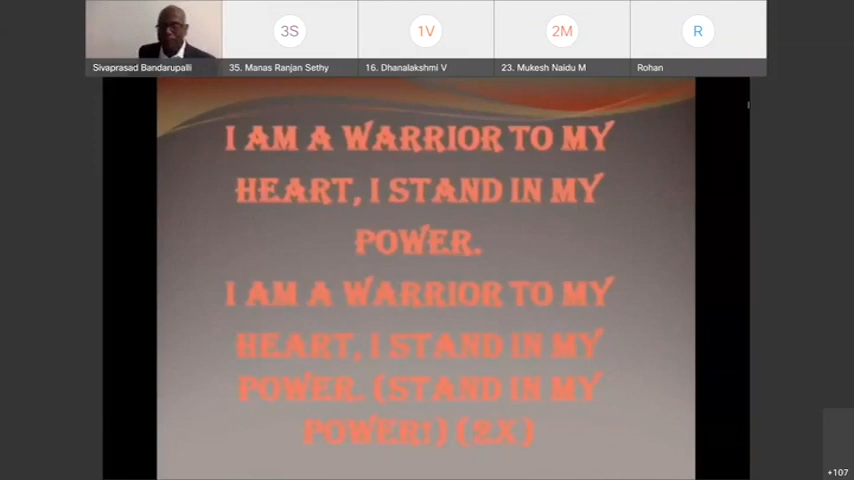 3S
1V
2M
R
Sivaprasad Bandarupalli
35. Manas Ranjan Sethy
16. Dhanalakshmi V
23. Mukesh Naidu M
Rohan
I AM A WARRIOR TO MY
HEART, I STAND IN MY
POWER.
I AM A WARRIOR TO MY
HEART, I STAND IN MY
POWER. (STAND IN MY
POWER!) (2X)
+107